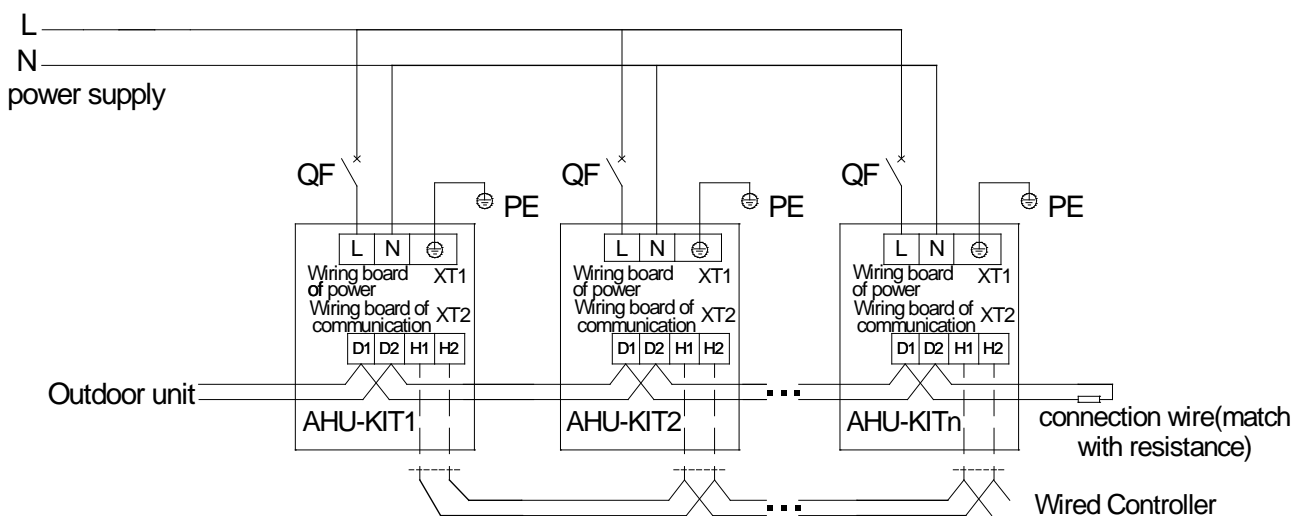 L
N
power supply
QF
PE
QF
PE
QF
PE
L N
L N
L N
Wiring board
of power
XT1
Wiring board of
communication
XT2
D1 D2 H1 H2
Wiring board
of power
XT1
Wiring board of
communication
XT2
D1 D2 H1 H2
Wiring board
of power
XT1
Wiring board of
communication
XT2
D1 D2 H1 H2
Outdoor unit
AHU-KIT1
AHU-KIT2
AHU-KITn
connection wire(match
with resistance)
Wired Controller